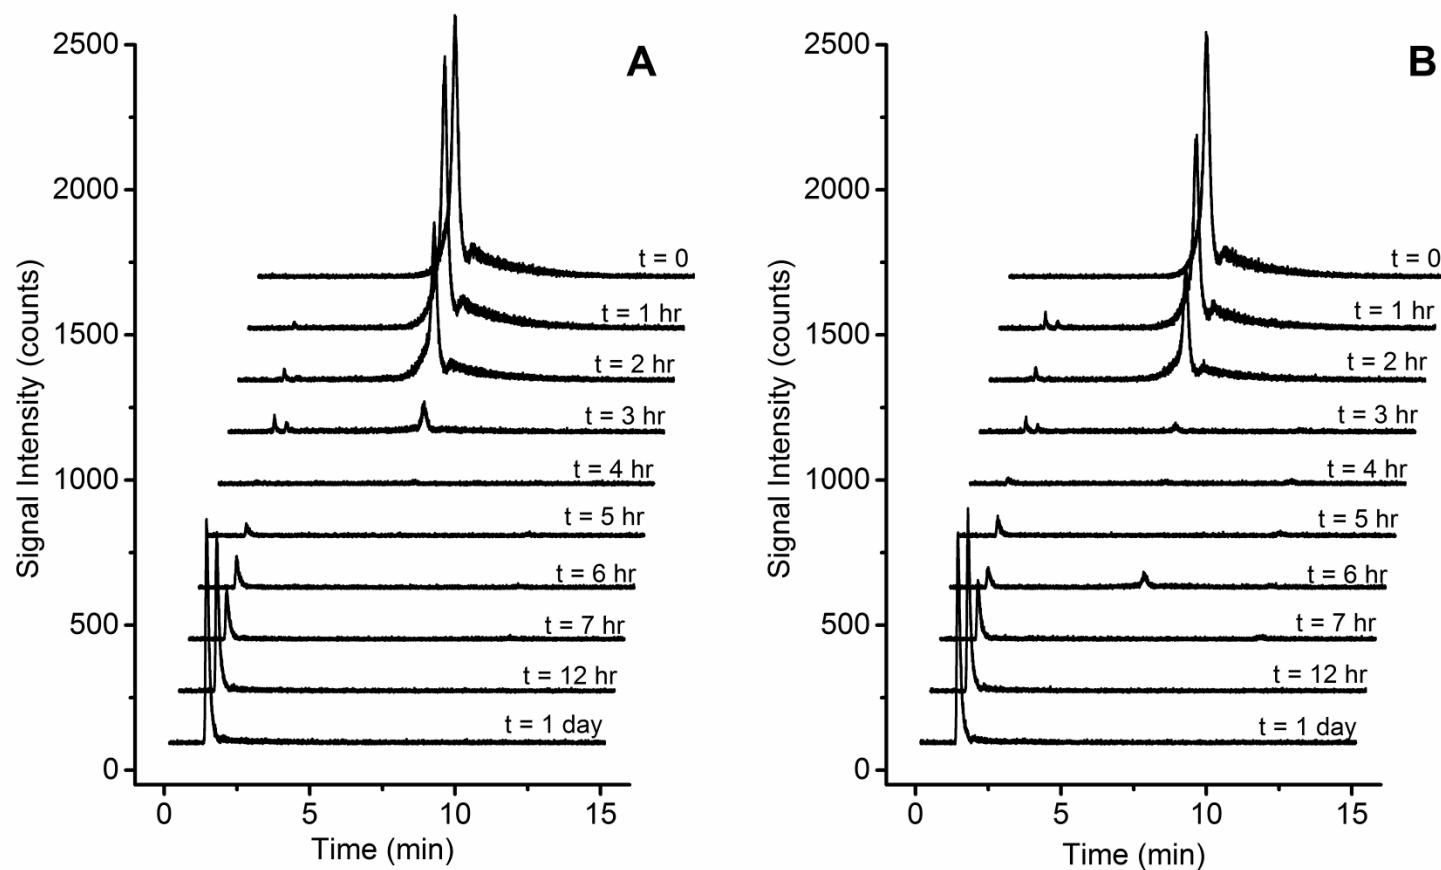 A
2500
2000
1500
1000
500
0
Signal Intensity (counts)
t = 0
t = 1 hr
t = 2 hr
t = 3 hr
t = 4 hr
t = 5 hr
t = 6 hr
t = 7 hr
t = 12 hr
t = 1 day
0 5 10 15
Time (min)
B
2500
2000
1500
1000
500
0
Signal Intensity (counts)
t = 0
t = 1 hr
t = 2 hr
t = 3 hr
t = 4 hr
t = 5 hr
t = 6 hr
t = 7 hr
t = 12 hr
t = 1 day
0 5 10 15
Time (min)